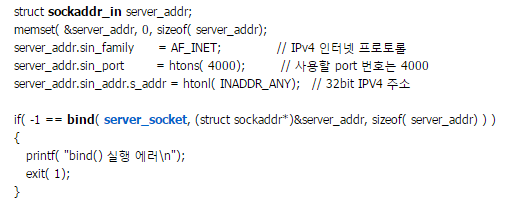 struct sockaddr_in server_addr;
memset( &server_addr, 0, sizeof( server_addr);
server_addr.sin_family = AF_INET; // IPv4 인터넷 프로토롤
server_addr.sin_port = htons( 4000); // 사용할 port 번호는 4000
server_addr.sin_addr.s_addr = htonl( INADDR_ANY); // 32bit IPV4 주소
if( -1 == bind( server_socket, (struct sockaddr*)&server_addr, sizeof( server_addr) ) )
{
printf( "bind() 실행 에러\n");
exit( 1);
}